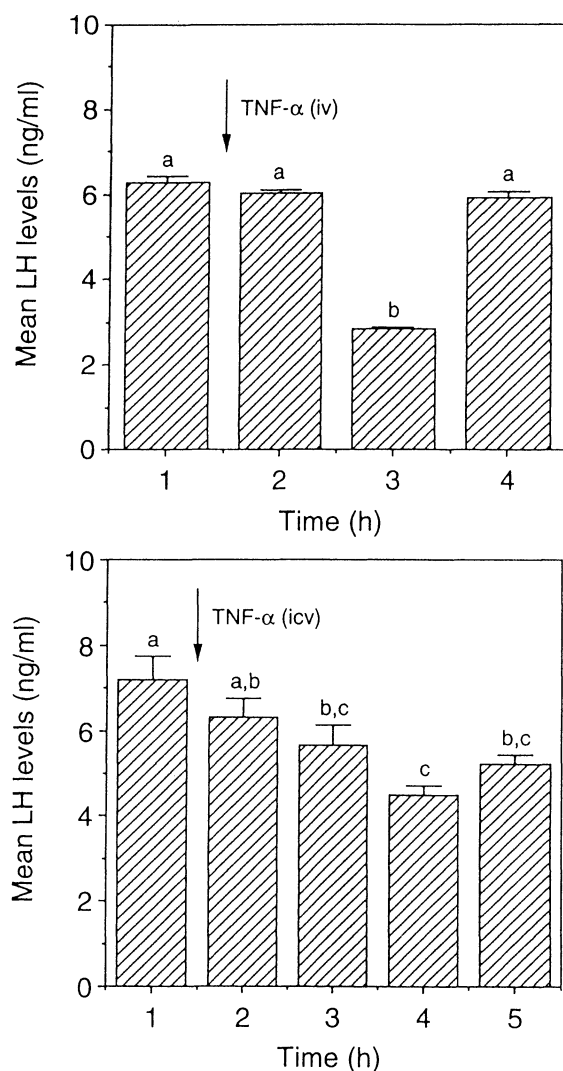 10
TNF-α (iv)
8
a
a
a
6
4
b
2
0
1 2 3 4
Mean LH levels (ng/ml)
Time (h)
10
TNF-α (icv)
8
a
a,b
b,c
b,c
6
c
4
2
0
1 2 3 4 5
Mean LH levels (ng/ml)
Time (h)